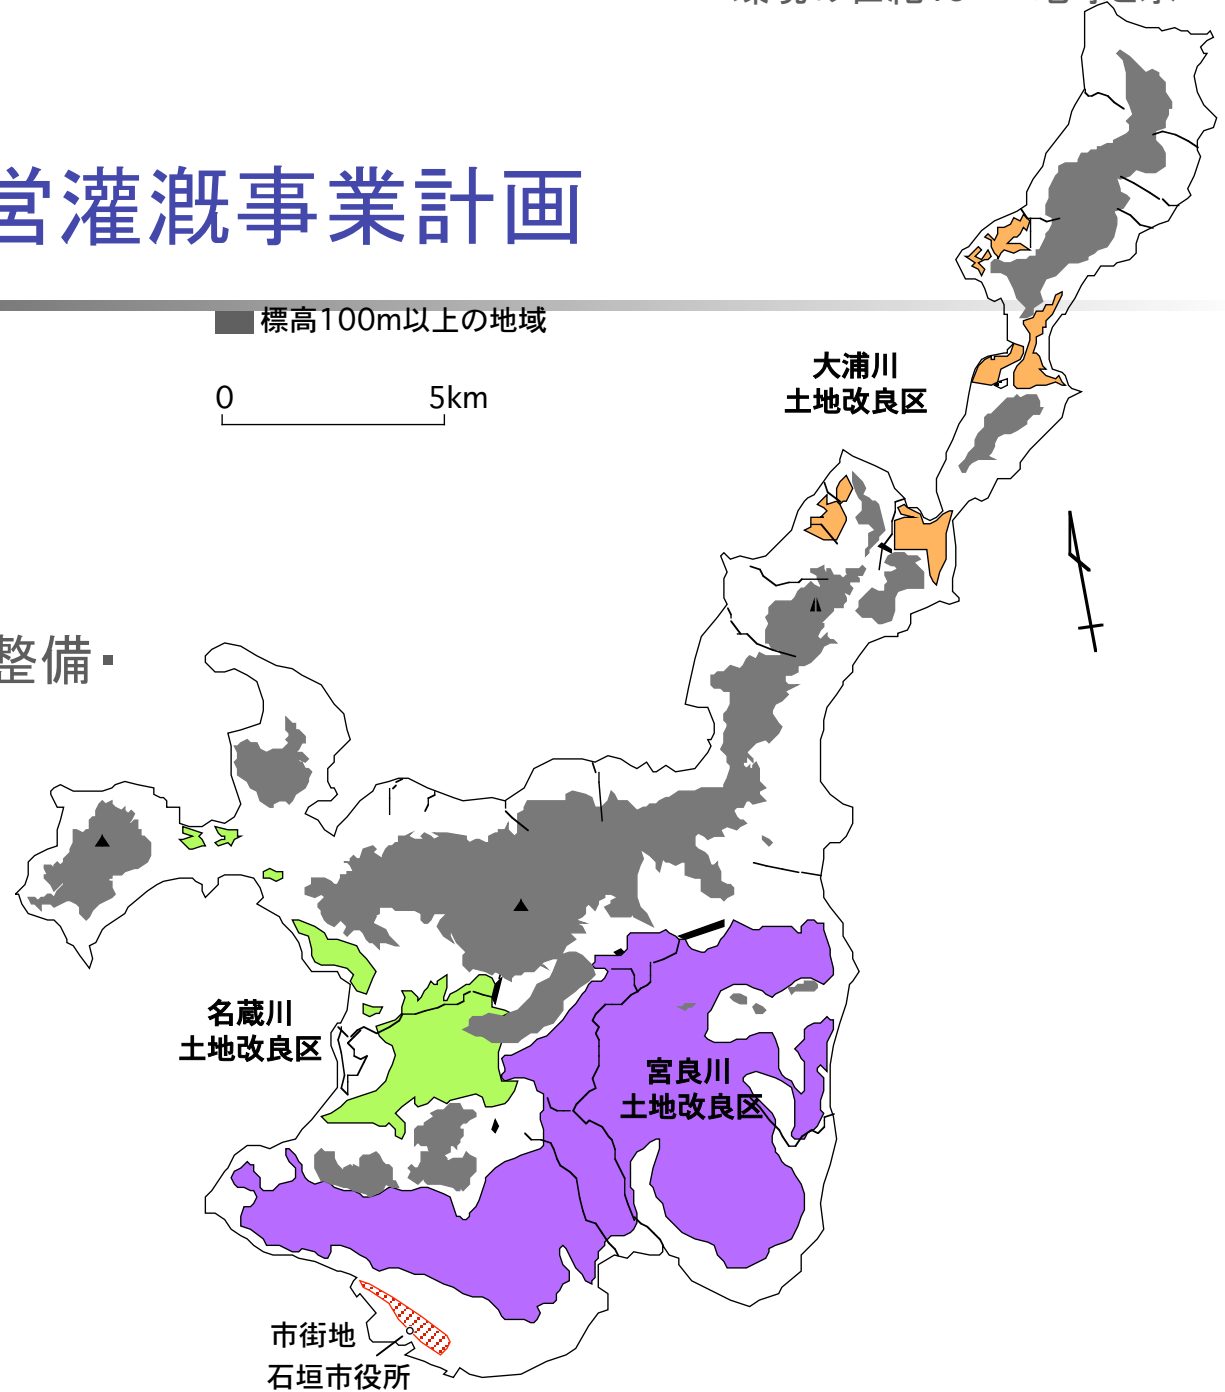 営灌漑事業計画
標高100m以上の地域
0 5km
大浦川
土地改良区
整備・
名蔵川
土地改良区
宮良川
土地改良区
市街地
石垣市役所